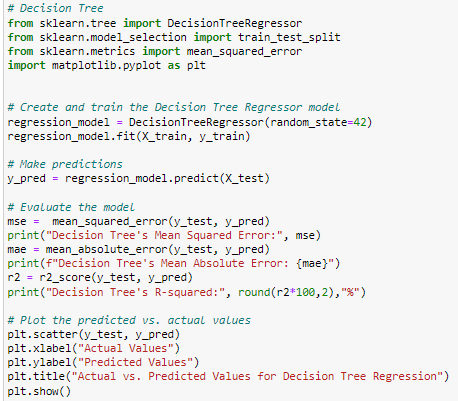 # Decision Tree
from sklearn.tree import DecisionTreeRegressor
from sklearn.model_selection import train_test_split
from sklearn.metrics import mean_squared_error
import matplotlib.pyplot as plt
# Create and train the Decision Tree Regressor model
regression_model = DecisionTreeRegressor(random_state=42)
regression_model.fit(X_train, y_train)
# Make predictions
y_pred = regression_model.predict(X_test)
# Evaluate the model
mse =  mean_squared_error(y_test, y_pred)
print("Decision Tree's Mean Squared Error:", mse)
mae = mean_absolute_error(y_test, y_pred)
print(f"Decision Tree's Mean Absolute Error: {mae}")
r2 = r2_score(y_test, y_pred)
print("Decision Tree's R-squared:", round(r2*100,2),"%")
# Plot the predicted vs. actual values
plt.scatter(y_test, y_pred)
plt.xlabel("Actual Values")
plt.ylabel("Predicted Values")
plt.title("Actual vs. Predicted Values for Decision Tree Regression")
plt.show()